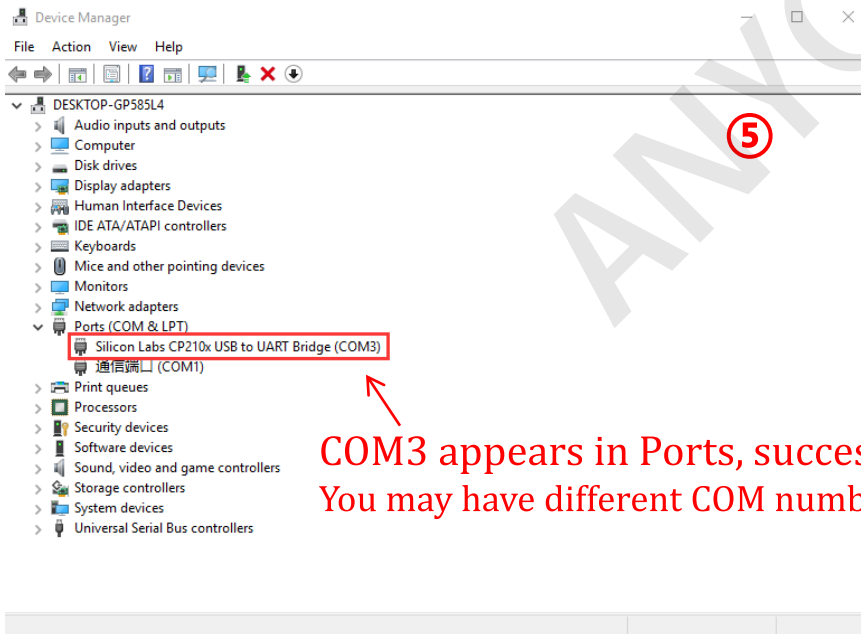 Device Manager
File Action View Help
DESKTOP-GP585L4
Audio inputs and outputs
Computer
Disk drives
Display adapters
Human Interface Devices
IDE ATA/ATAPI controllers
Keyboards
Mice and other pointing devices
Monitors
Network adapters
Ports (COM & LPT)
Silicon Labs CP210x USB to UART Bridge (COM3)
通信端口 (COM1)
Print queues
Processors
Security devices
Software devices
Sound, video and game controllers
Storage controllers
System devices
Universal Serial Bus controllers
⑤
COM3 appears in Ports, succes
You may have different COM numb
ANYC